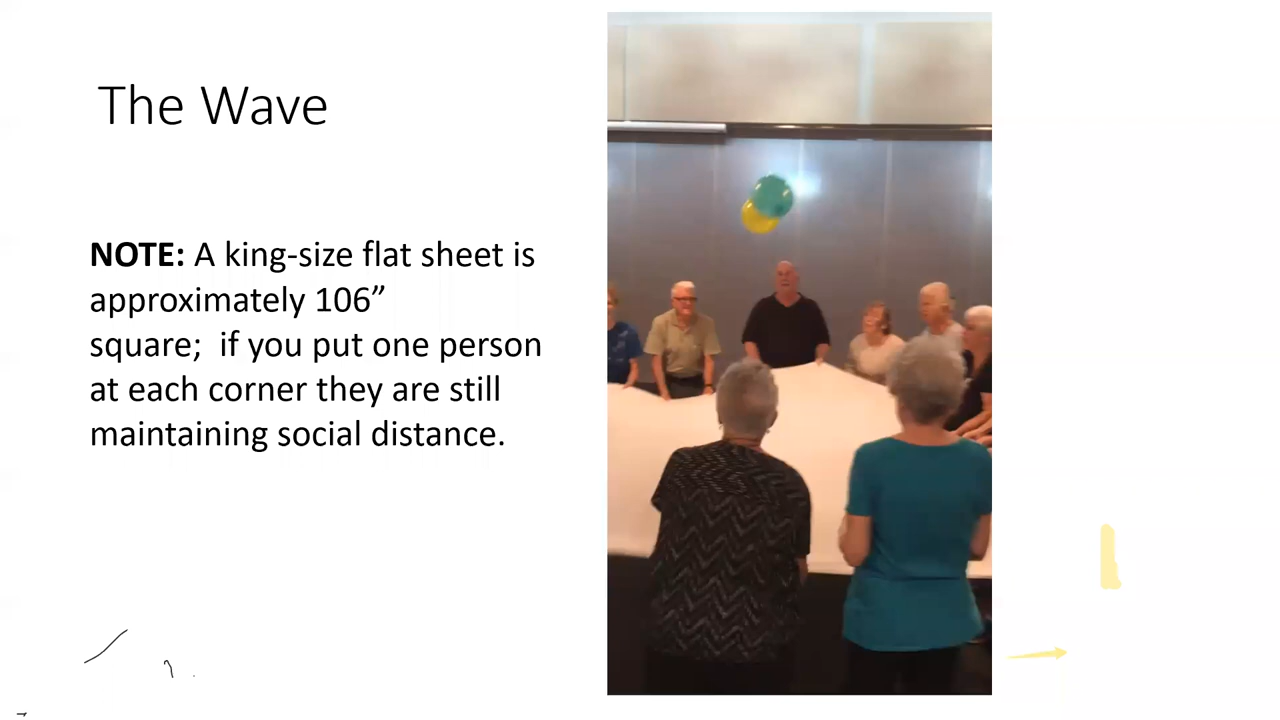 The Wave
NOTE: A king-size flat sheet is
approximately 106”
square;  if you put one person
at each corner they are still
maintaining social distance.